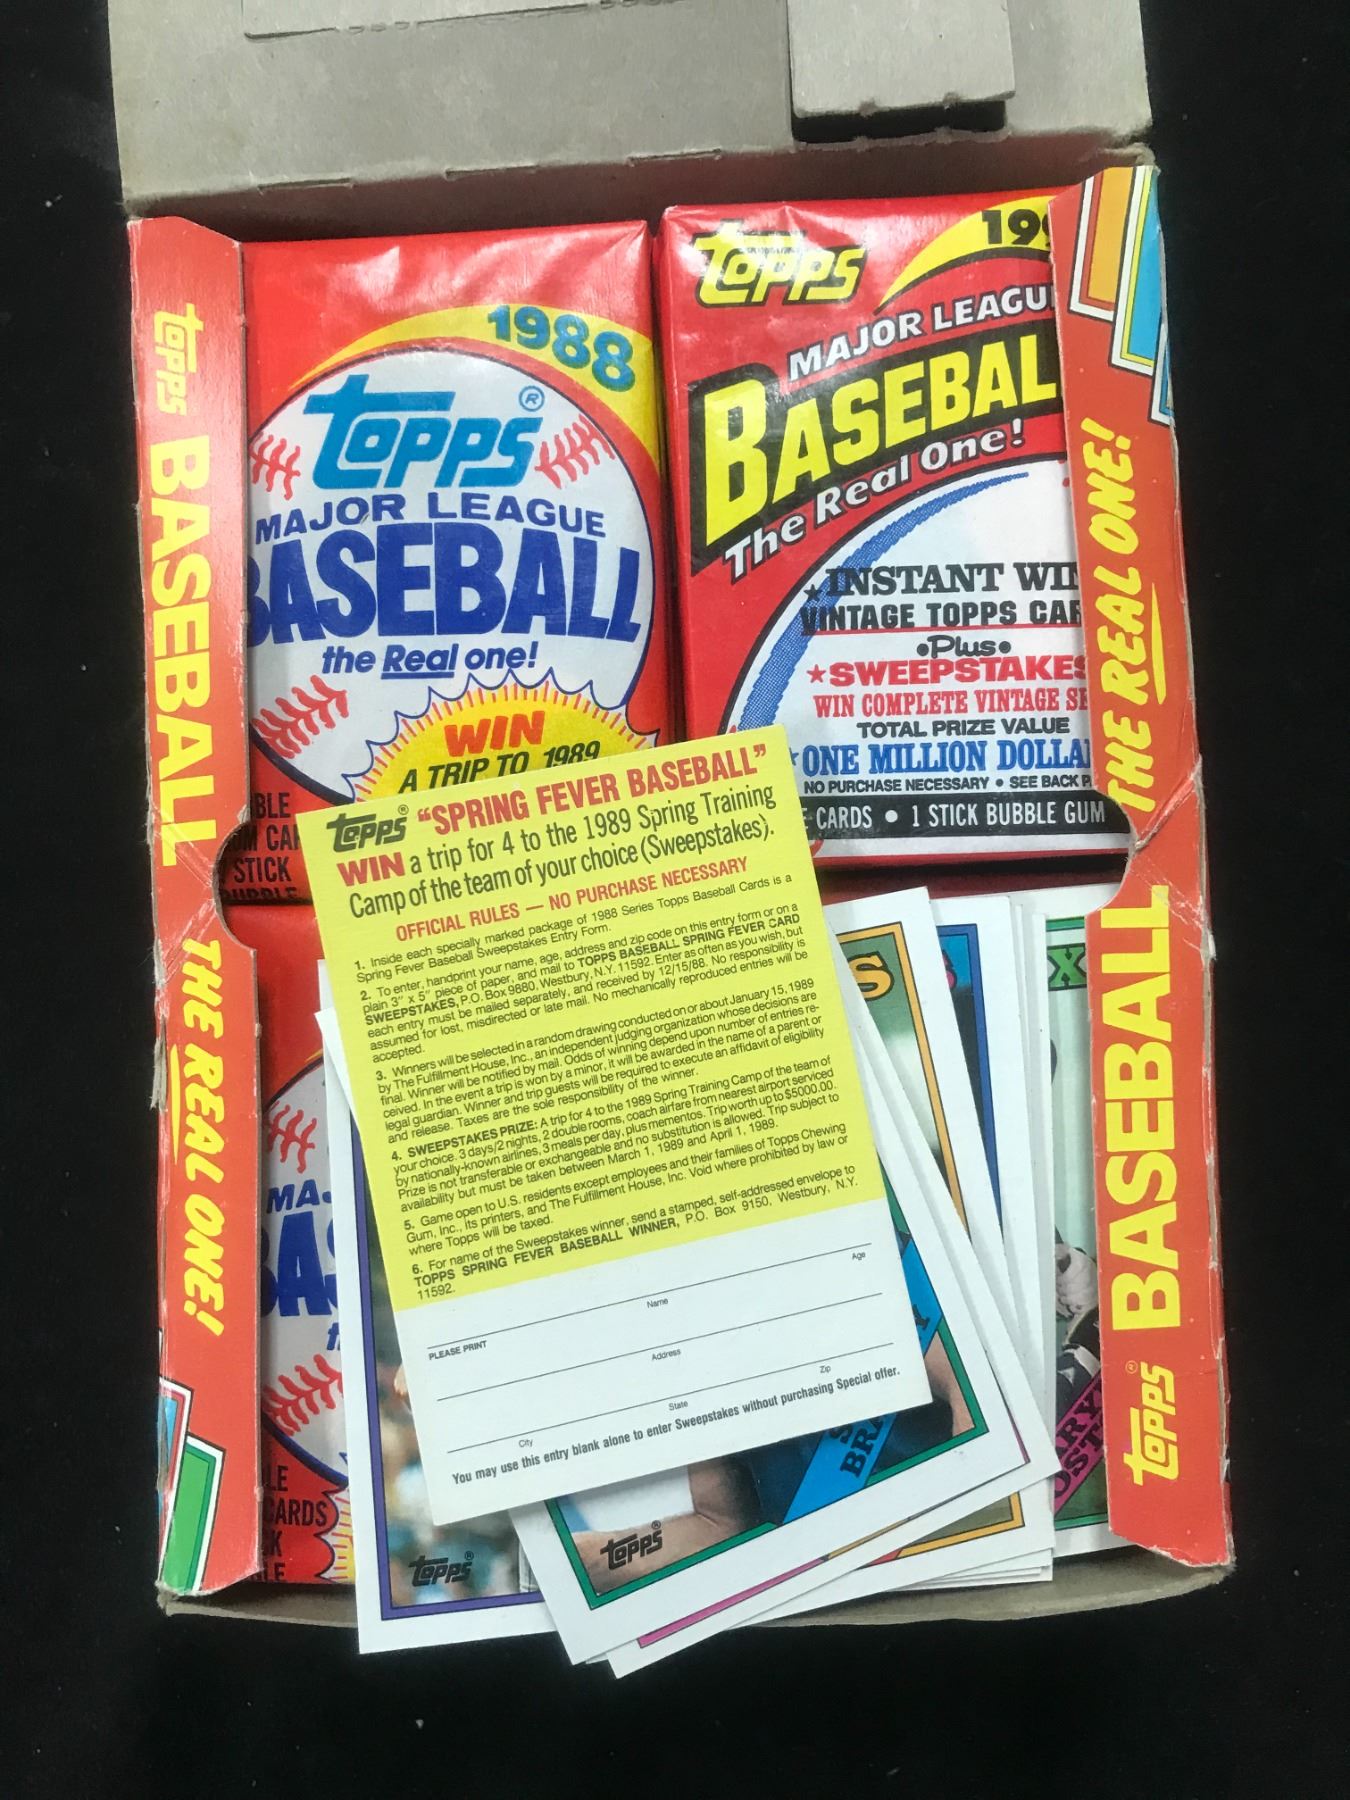 Topps BASEBALL THE REAL ONE!
1988
Topps®
MAJOR LEAGUE
BASEBALL
the Real one!
WIN
A TRIP TO 1989
STICK
Topps
MAJOR LEAGU
BASEBAL
The Real One!
★INSTANT WIN
VINTAGE TOPPS CAR
•Plus•
★SWEEPSTAKES
WIN COMPLETE VINTAGE SE
TOTAL PRIZE VALUE
ONE MILLION DOLLA
NO PURCHASE NECESSARY • SEE BACK P
CARDS • 1 STICK BUBBLE GUM
Topps® "SPRING FEVER BASEBALL"
WIN a trip for 4 to the 1989 Spring Training
Camp of the team of your choice (Sweepstakes).
OFFICIAL RULES — NO PURCHASE NECESSARY
1. Inside each specially marked package of 1988 Series Topps Baseball Cards is a
Spring Fever Baseball Sweepstakes Entry Form.
2. To enter, handprint your name, age, address and zip code on this entry form or on a
plain 3" x 5" piece of paper, and mail to TOPPS BASEBALL SPRING FEVER CARD
SWEEPSTAKES, P.O. Box 9880, Westbury, N.Y. 11592. Enter as often as you wish, but
each entry must be mailed separately, and received by 12/15/88. No responsibility is
assumed for lost, misdirected or late mail. No mechanically reproduced entries will be
accepted.
3. Winners will be selected in a random drawing conducted on or about January 15, 1989
by The Fulfillment House, Inc., an independent judging organization whose decisions are
final. Winner will be notified by mail. Odds of winning depend upon number of entries re-
ceived. In the event a trip is won by a minor, it will be awarded in the name of a parent or
legal guardian. Winner and trip guests will be required to execute an affidavit of eligibility
and release. Taxes are the sole responsibility of the winner.
4. SWEEPSTAKES PRIZE: A trip for 4 to the 1989 Spring Training Camp of the team of
your choice. 3 days/2 nights, 2 double rooms, coach airfare from nearest airport serviced
by nationally-known airlines, 3 meals per day, plus mementos. Trip worth up to $5000.00.
Prize is not transferable or exchangeable and no substitution is allowed. Trip subject to
availability but must be taken between March 1, 1989 and April 1, 1989.
5. Game open to U.S. residents except employees and their families of Topps Chewing
Gum, Inc., its printers, and The Fulfillment House, Inc. Void where prohibited by law or
where Topps will be taxed.
6. For name of the Sweepstakes winner, send a stamped, self-addressed envelope to
TOPPS SPRING FEVER BASEBALL WINNER, P.O. Box 9150, Westbury, N.Y.
11592.
Age
PLEASE PRINT Name
Address
Zip
City State
You may use this entry blank alone to enter Sweepstakes without purchasing Special offer.
Topps
Topps®
Topps® BASEBALL THE REAL ONE!